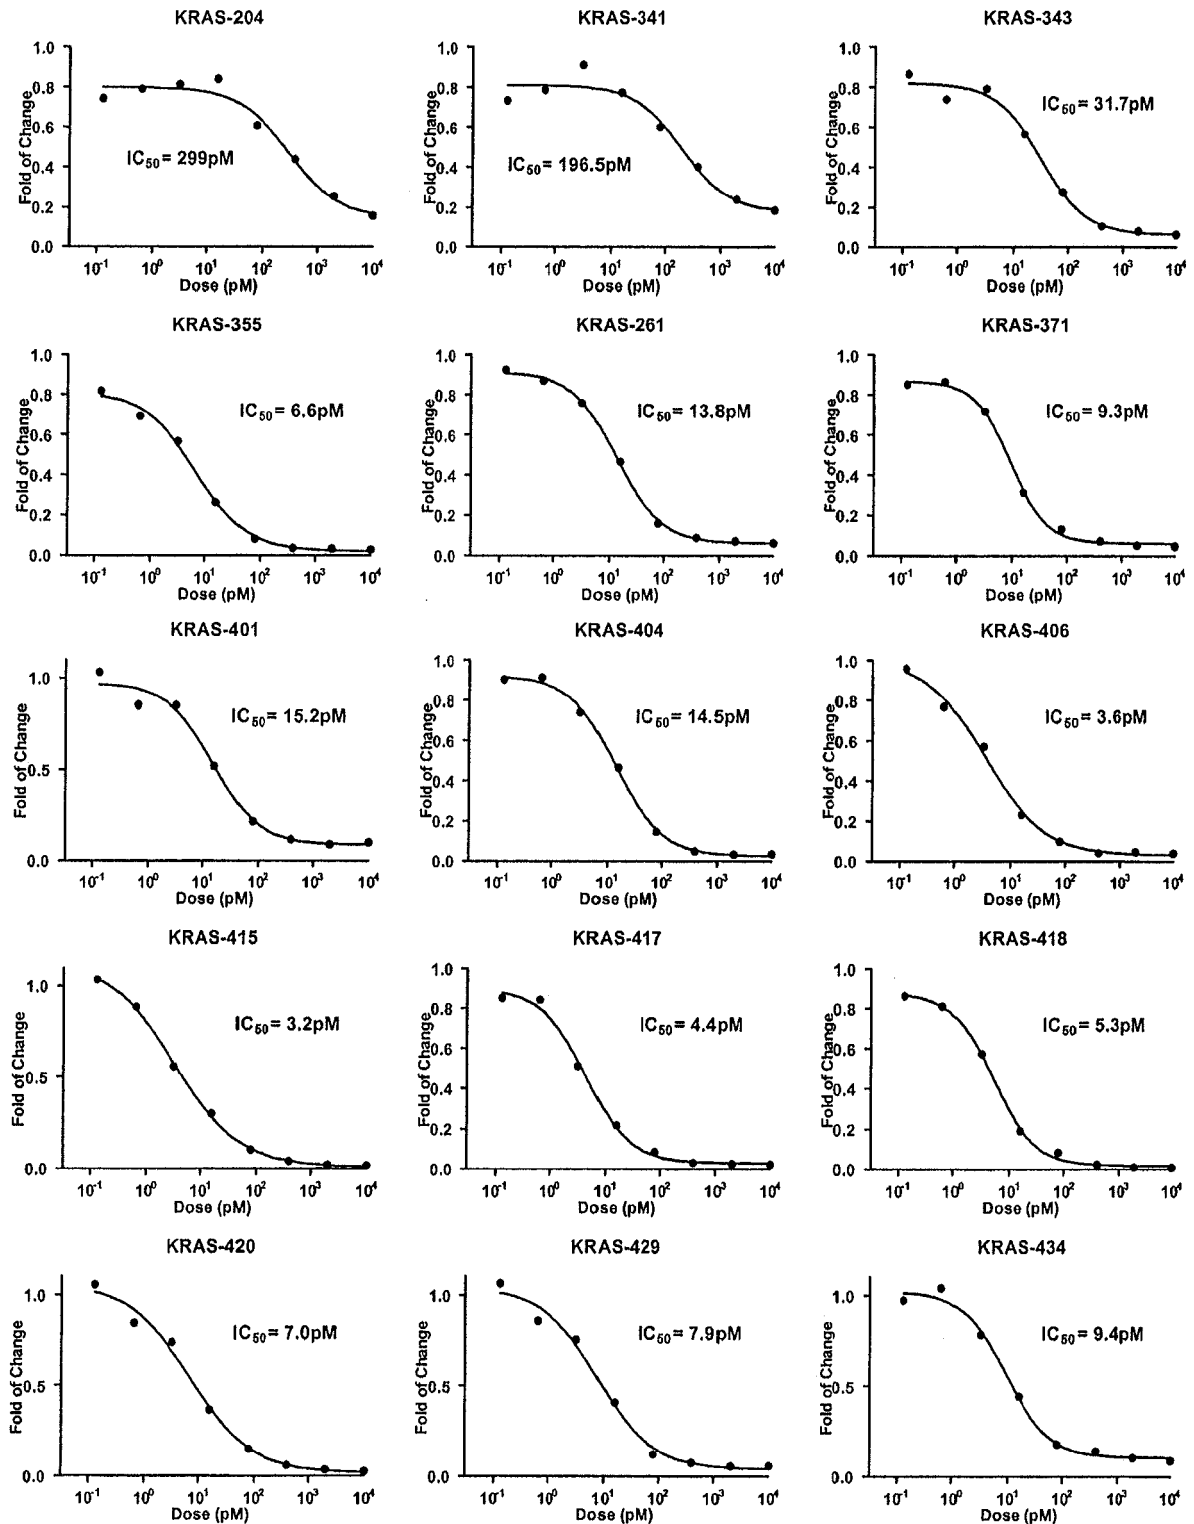 KRAS-204
Fold of Change
1.0
0.8
0.6
0.4
0.2
0.0
IC50= 299pM
10-1 100 101 102 103 104
Dose (pM)
KRAS-341
Fold of Change
1.0
0.8
0.6
0.4
0.2
0.0
IC50= 196.5pM
10-1 100 101 102 103 104
Dose (pM)
KRAS-343
Fold of Change
1.0
0.8
0.6
0.4
0.2
0.0
IC50= 31.7pM
10-1 100 101 102 103 104
Dose (pM)
KRAS-355
Fold of Change
1.0
0.8
0.6
0.4
0.2
0.0
IC50= 6.6pM
10-1 100 101 102 103 104
Dose (pM)
KRAS-261
Fold of Change
1.0
0.8
0.6
0.4
0.2
0.0
IC50= 13.8pM
10-1 100 101 102 103 104
Dose (pM)
KRAS-371
Fold of Change
1.0
0.8
0.6
0.4
0.2
0.0
IC50= 9.3pM
10-1 100 101 102 103 104
Dose (pM)
KRAS-401
Fold of Change
1.0
0.5
0.0
IC50= 15.2pM
10-1 100 101 102 103 104
Dose (pM)
KRAS-404
Fold of Change
1.0
0.8
0.6
0.4
0.2
0.0
IC50= 14.5pM
10-1 100 101 102 103 104
Dose (pM)
KRAS-406
Fold of Change
1.0
0.8
0.6
0.4
0.2
0.0
IC50= 3.6pM
10-1 100 101 102 103 104
Dose (pM)
KRAS-415
Fold of Change
1.0
0.5
0.0
IC50= 3.2pM
10-1 100 101 102 103 104
Dose (pM)
KRAS-417
Fold of Change
1.0
0.8
0.6
0.4
0.2
0.0
IC50= 4.4pM
10-1 100 101 102 103 104
Dose (pM)
KRAS-418
Fold of Change
1.0
0.8
0.6
0.4
0.2
0.0
IC50= 5.3pM
10-1 100 101 102 103 104
Dose (pM)
KRAS-420
Fold of Change
1.0
0.5
0.0
IC50= 7.0pM
10-1 100 101 102 103 104
Dose (pM)
KRAS-429
Fold of Change
1.0
0.5
0.0
IC50= 7.9pM
10-1 100 101 102 103 104
Dose (pM)
KRAS-434
Fold of Change
1.0
0.5
0.0
IC50= 9.4pM
10-1 100 101 102 103 104
Dose (pM)